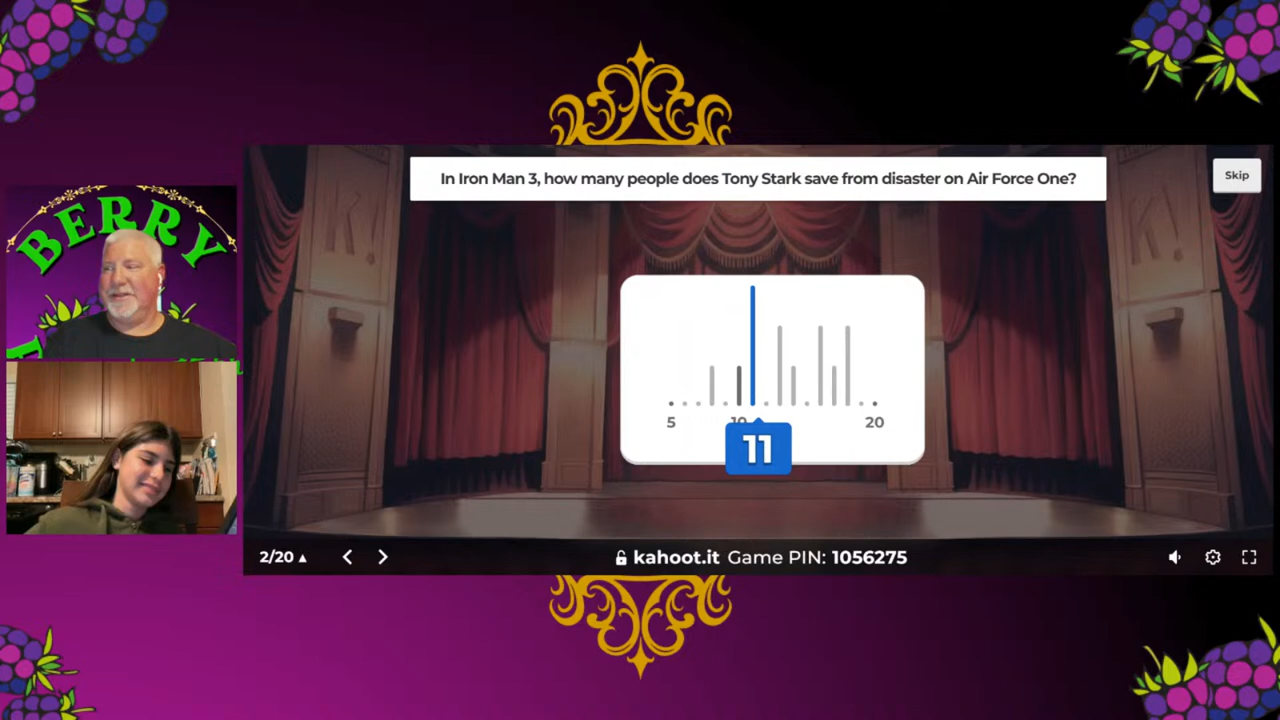 In Iron Man 3, how many people does Tony Stark save from disaster on Air Force One?
Skip
BERRY
5
10
20
11
2/20
kahoot.it Game PIN: 1056275